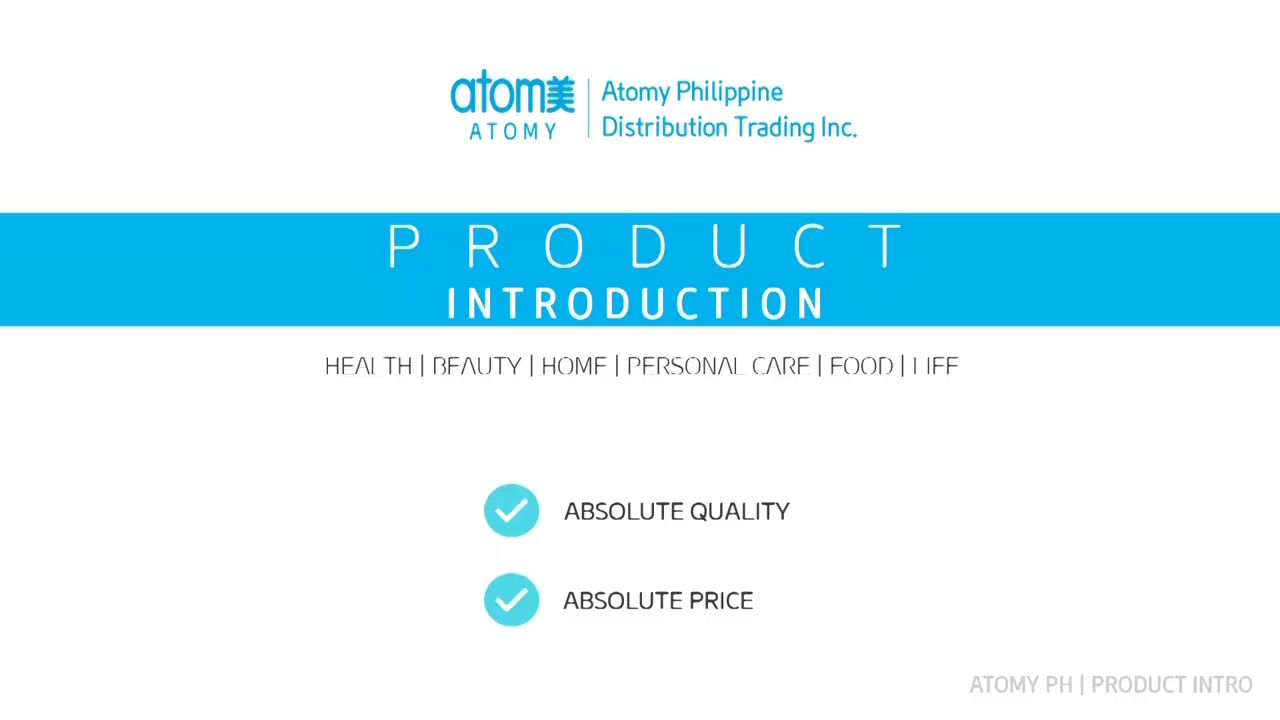 atom美
ATOMY
Atomy Philippine
Distribution Trading Inc.
PRODUCT
INTRODUCTION
HEALTH | BEAUTY | HOME | PERSONAL CARE | FOOD | LIFE
ABSOLUTE QUALITY
ABSOLUTE PRICE
ATOMY PH | PRODUCT INTRO